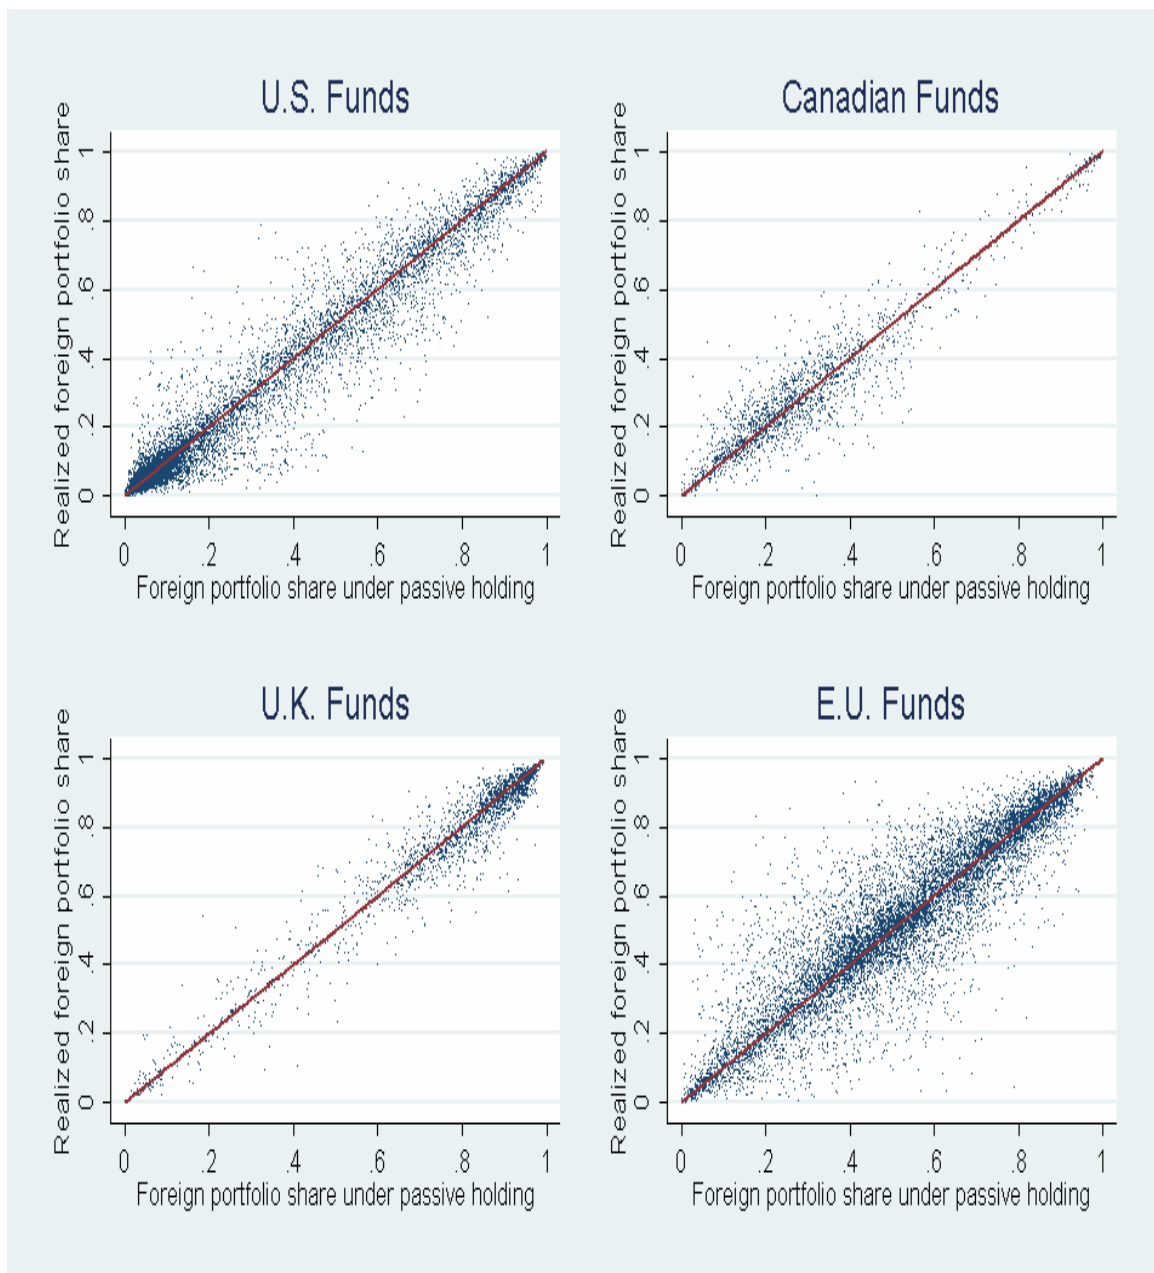 U.S. Funds
Realized foreign portfolio share
1
.8
.6
.4
.2
0
0 .2 .4 .6 .8 1
Foreign portfolio share under passive holding
Canadian Funds
Realized foreign portfolio share
1
.8
.6
.4
.2
0
0 .2 .4 .6 .8 1
Foreign portfolio share under passive holding
U.K. Funds
Realized foreign portfolio share
1
.8
.6
.4
.2
0
0 .2 .4 .6 .8 1
Foreign portfolio share under passive holding
E.U. Funds
Realized foreign portfolio share
1
.8
.6
.4
.2
0
0 .2 .4 .6 .8 1
Foreign portfolio share under passive holding